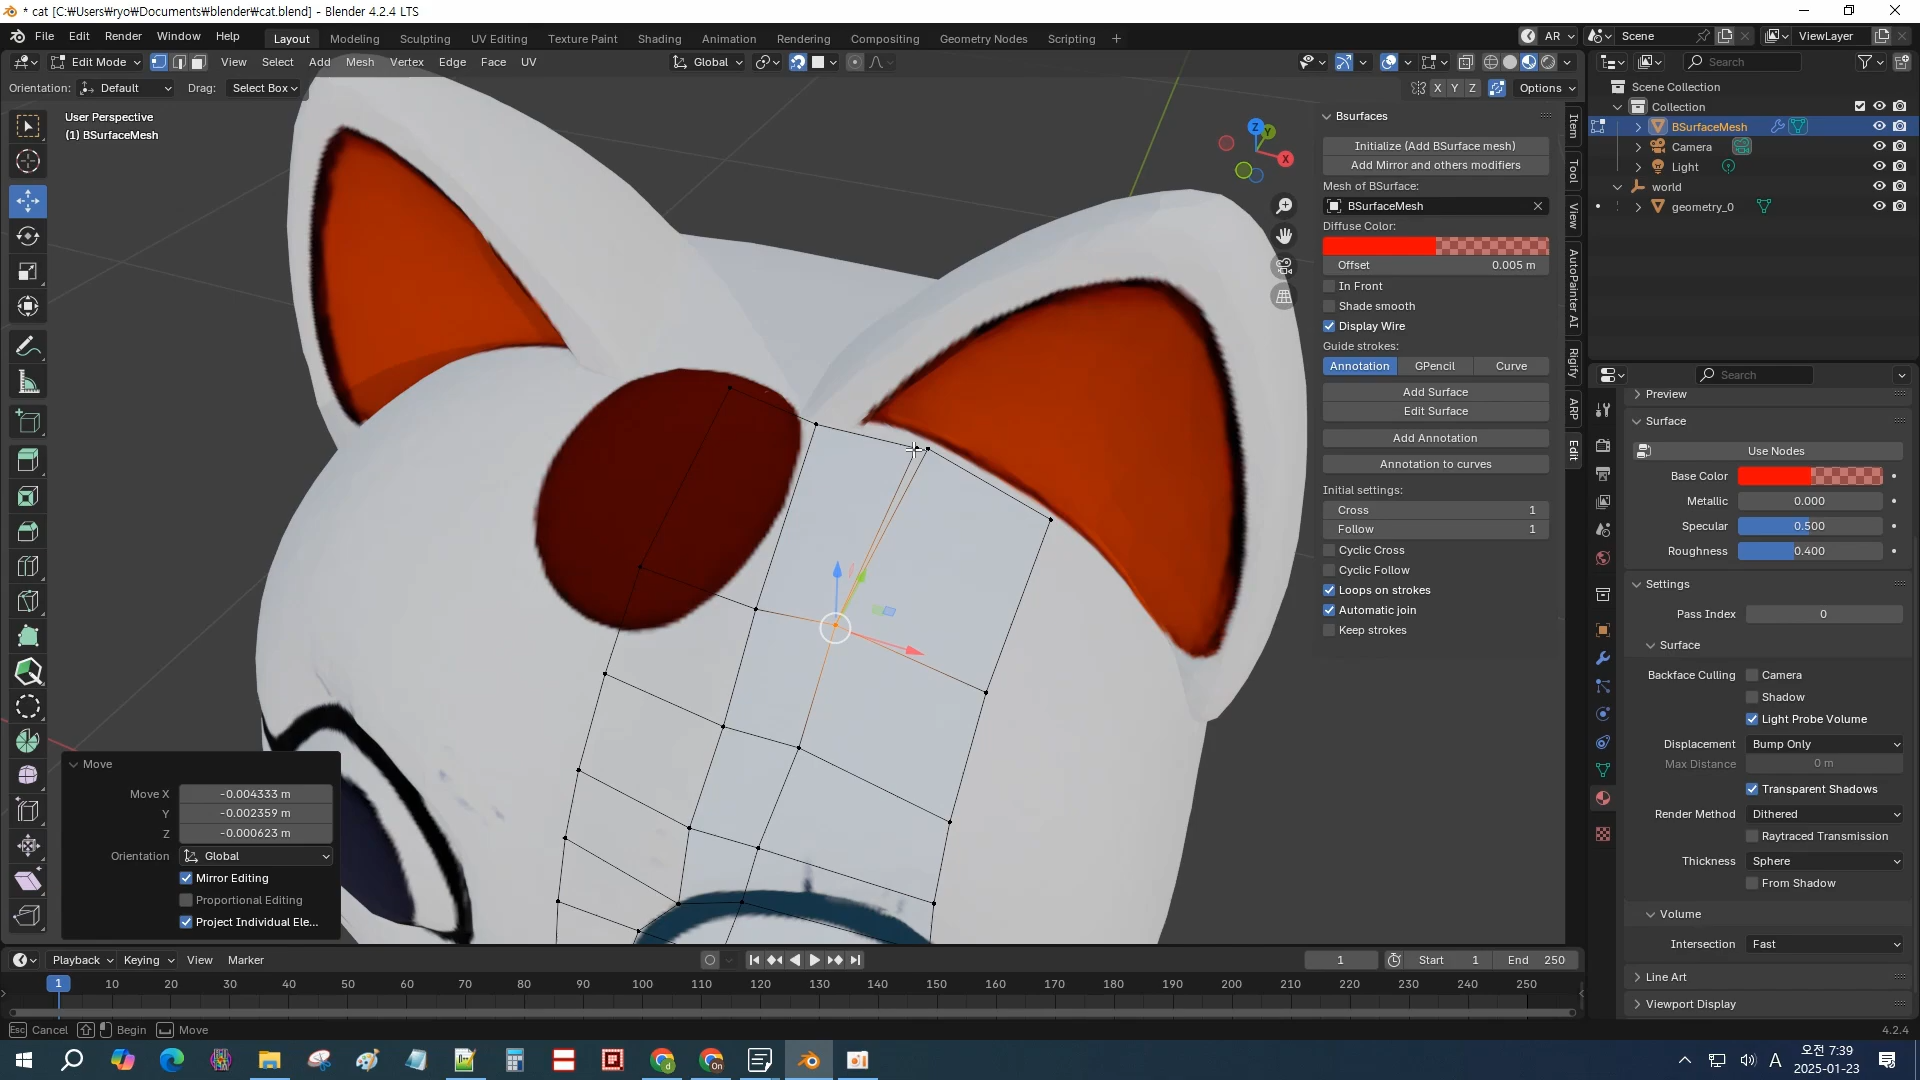 * cat [C:₩Users₩ryo₩Documents₩blender₩cat.blend] - Blender 4.2.4 LTS
File Edit Render Window Help Layout Modeling Sculpting UV Editing Texture Paint Shading Animation Rendering Compositing Geometry Nodes Scripting + AR Scene ViewLayer
Edit Mode View Select Add Mesh Vertex Edge Face UV Global Search
Orientation: Default Drag: Select Box X Y Z Options
Scene Collection
Collection
BSurfaceMesh
Camera
Light
world
geometry_0
User Perspective
(1) BSurfaceMesh
Z Y X
Bsurfaces
Initialize (Add BSurface mesh)
Add Mirror and others modifiers
Mesh of BSurface:
BSurfaceMesh
Diffuse Color:
Offset 0.005 m
In Front
Shade smooth
Display Wire
Guide strokes:
Annotation GPencil Curve
Add Surface
Edit Surface
Add Annotation
Annotation to curves
Initial settings:
Cross 1
Follow 1
Cyclic Cross
Cyclic Follow
Loops on strokes
Automatic join
Keep strokes
Item
Tool
View
AutoPainter AI
Rigify
ARP
Edit
Search
Preview
Surface
Use Nodes
Base Color
Metallic 0.000
Specular 0.500
Roughness 0.400
Settings
Pass Index 0
Surface
Backface Culling Camera
Shadow
Light Probe Volume
Displacement Bump Only
Max Distance 0 m
Transparent Shadows
Render Method Dithered
Raytraced Transmission
Thickness Sphere
From Shadow
Volume
Intersection Fast
Line Art
Viewport Display
Move
Move X -0.004333 m
Y -0.002359 m
Z -0.000623 m
Orientation Global
Mirror Editing
Proportional Editing
Project Individual Ele...
Playback Keying View Marker 1 Start 1 End 250
1 10 20 30 40 50 60 70 80 90 100 110 120 130 140 150 160 170 180 190 200 210 220 230 240 250
Esc Cancel Begin Move 4.2.4
A 오전 7:39
2025-01-23